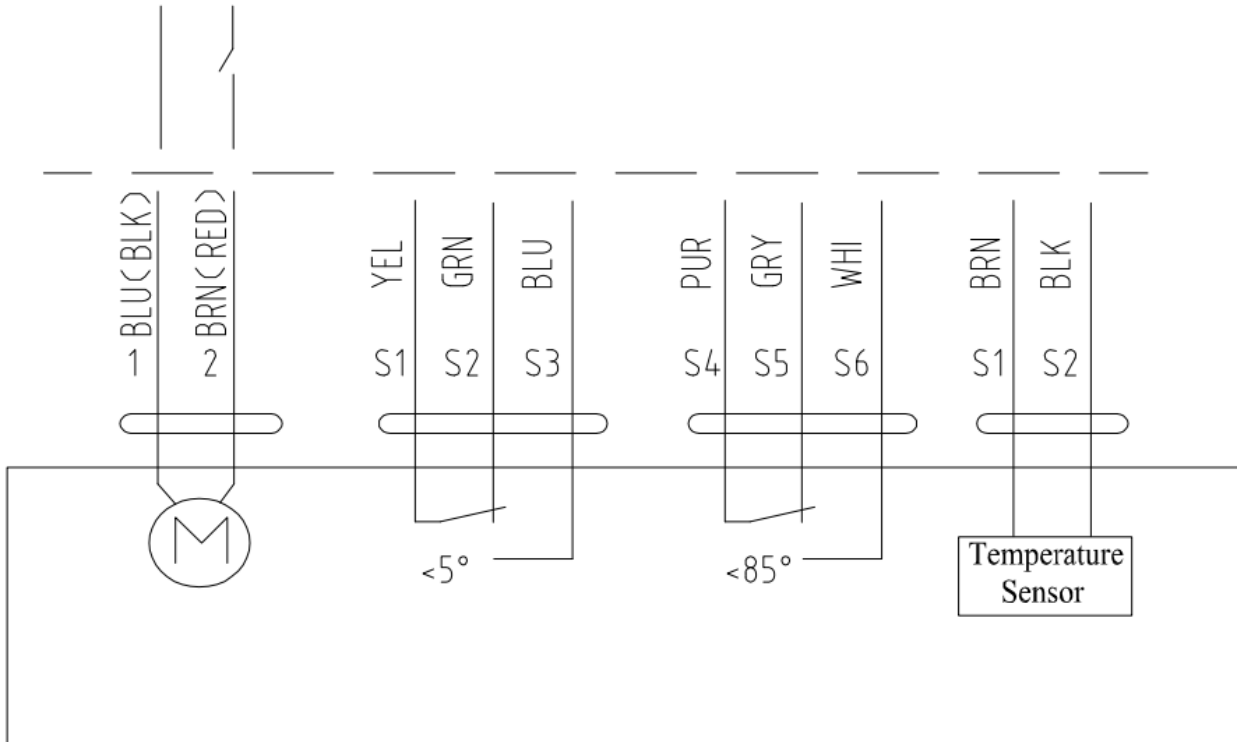 BLU(BLK)
BRN(RED)
YEL
GRN
BLU
PUR
GRY
WHI
BRN
BLK
1
2
S1
S2
S3
S4
S5
S6
S1
S2
M
<5°
<85°
Temperature
Sensor